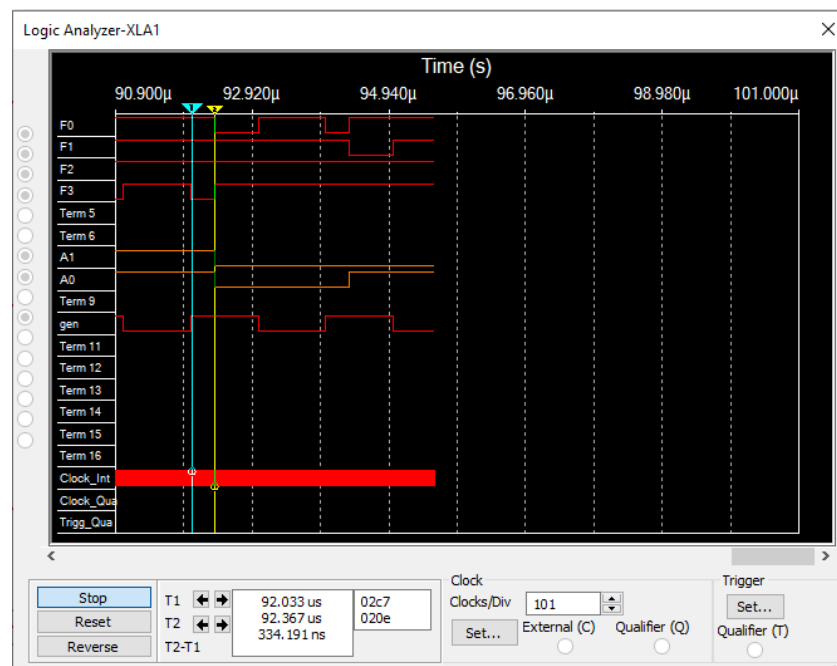 Logic Analyzer-XLA1
Time (s)
90.900µ 92.920µ 94.940µ 96.960µ 98.980µ 101.000µ
1 2
F0
F1
F2
F3
Term 5
Term 6
A1
A0
Term 9
gen
Term 11
Term 12
Term 13
Term 14
Term 15
Term 16
Clock_Int
Clock_Qua
Trigg_Qua
Stop
Reset
Reverse
T1 92.033 us 02c7
T2 92.367 us 020e
T2-T1 334.191 ns
Clock
Clocks/Div 101
Set... External (C) Qualifier (Q)
Trigger
Set...
Qualifier (T)